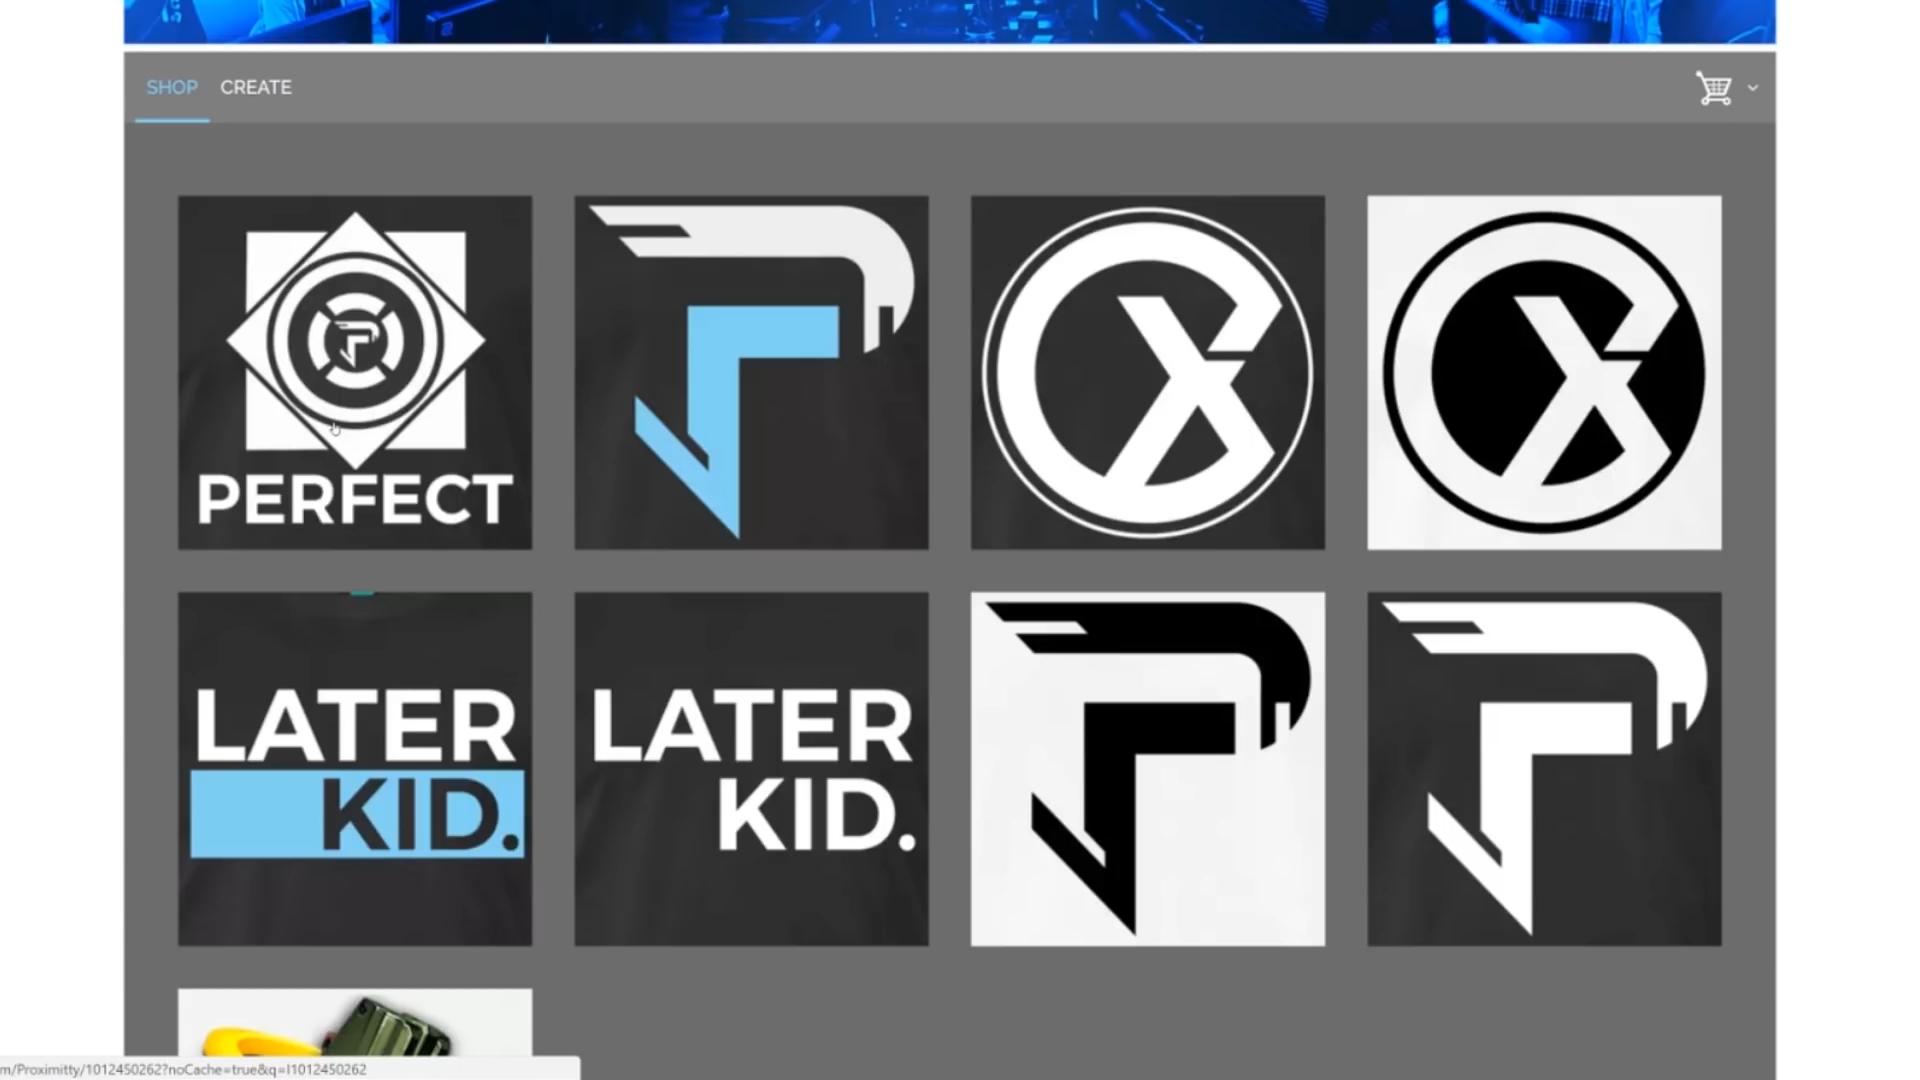 SHOP CREATE
PERFECT
LATER
KID.
LATER
KID.
m/Proximitty/1012450262?noCache=true&q=I1012450262